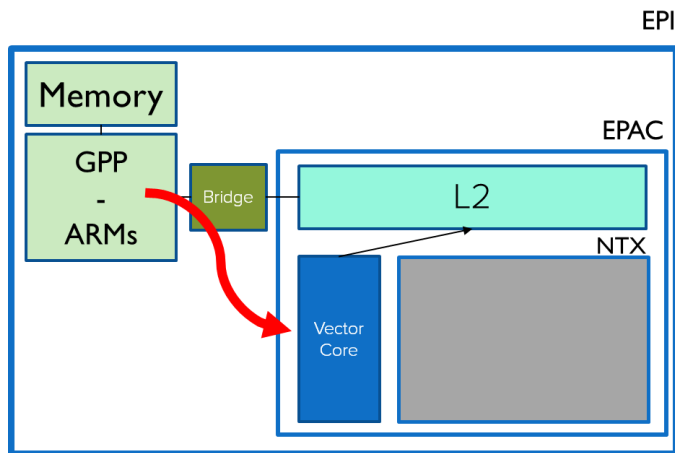 EPI
Memory
EPAC
GPP
-
ARMs
Bridge
L2
NTX
Vector
Core